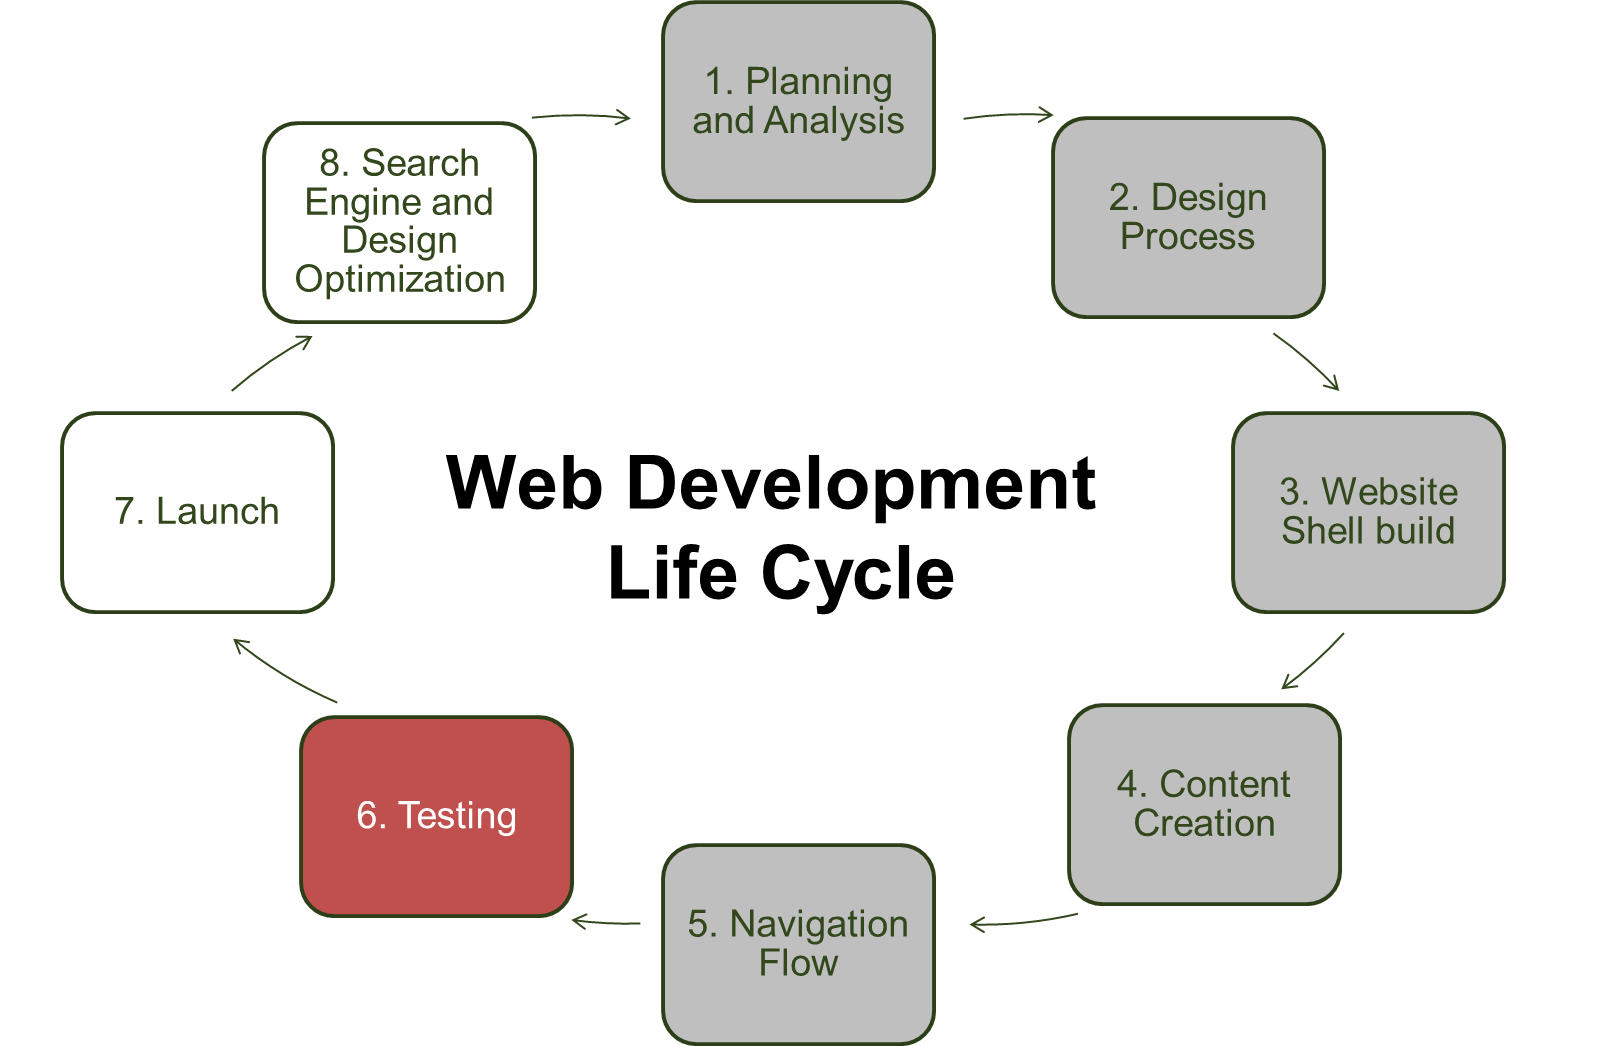 1. Planning
and Analysis
2. Design
Process
3. Website
Shell build
4. Content
Creation
5. Navigation
Flow
6. Testing
7. Launch
8. Search
Engine and
Design
Optimization
Web Development
Life Cycle